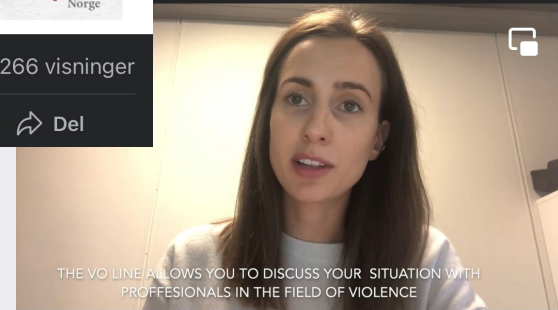 Norge
266 visninger
Del
THE VO LINE ALLOWS YOU TO DISCUSS YOUR  SITUATION WITH
PROFFESIONALS IN THE FIELD OF VIOLENCE